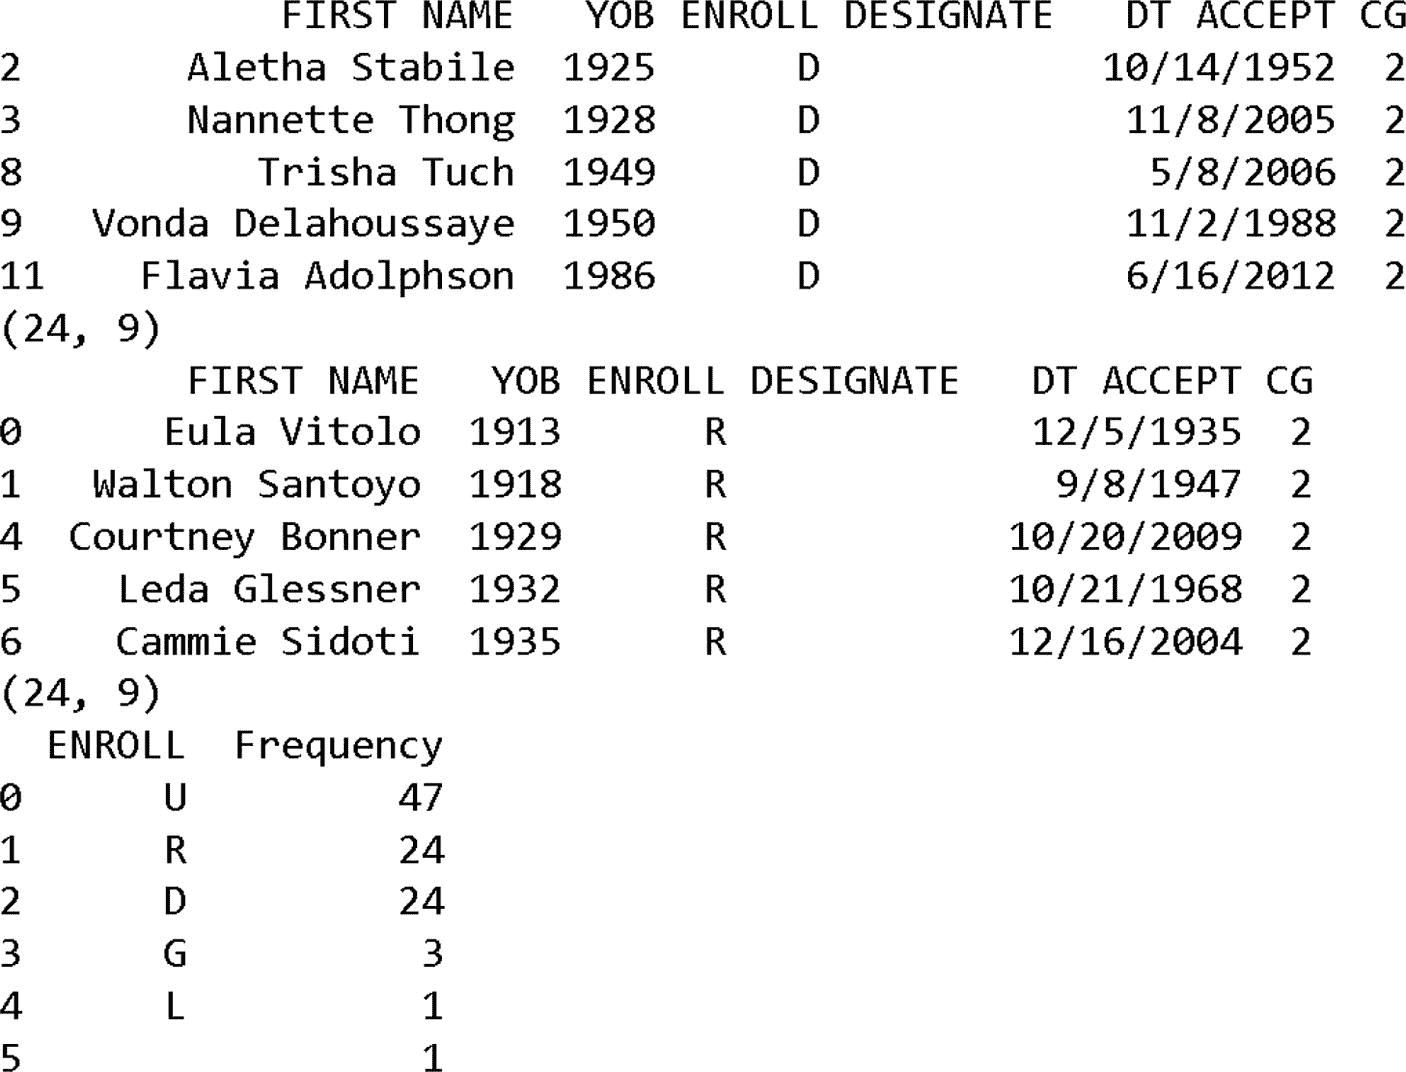 FIRST NAME YOB ENROLL DESIGNATE DT ACCEPT CG
2 Aletha Stabile 1925 D 10/14/1952 2
3 Nannette Thong 1928 D 11/8/2005 2
8 Trisha Tuch 1949 D 5/8/2006 2
9 Vonda Delahoussaye 1950 D 11/2/1988 2
11 Flavia Adolphson 1986 D 6/16/2012 2
(24, 9)
FIRST NAME YOB ENROLL DESIGNATE DT ACCEPT CG
0 Eula Vitolo 1913 R 12/5/1935 2
1 Walton Santoyo 1918 R 9/8/1947 2
4 Courtney Bonner 1929 R 10/20/2009 2
5 Leda Glessner 1932 R 10/21/1968 2
6 Cammie Sidoti 1935 R 12/16/2004 2
(24, 9)
ENROLL Frequency
0 U 47
1 R 24
2 D 24
3 G 3
4 L 1
5 1